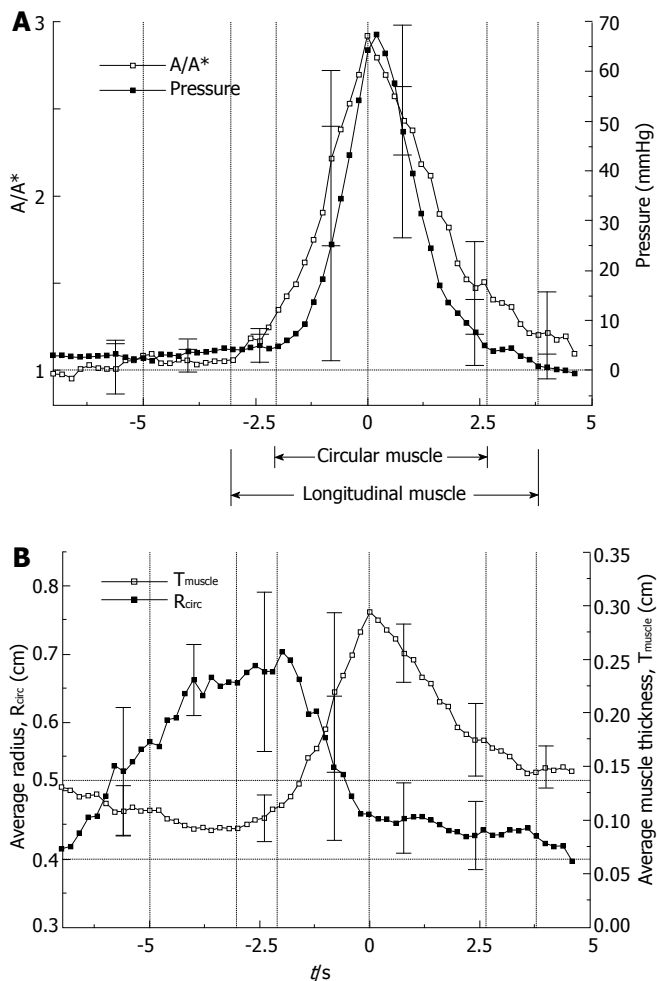 A
3
2
1
A/A*
A/A*
Pressure
70
60
50
40
30
20
10
0
Pressure (mmHg)
-5
-2.5
0
2.5
5
Circular muscle
Longitudinal muscle
B
0.8
0.7
0.6
0.5
0.4
0.3
Average radius, Rcirc (cm)
Tmuscle
Rcirc
0.35
0.30
0.25
0.20
0.15
0.10
0.05
0.00
Average muscle thickness, Tmuscle (cm)
-5
-2.5
0
2.5
5
t/s